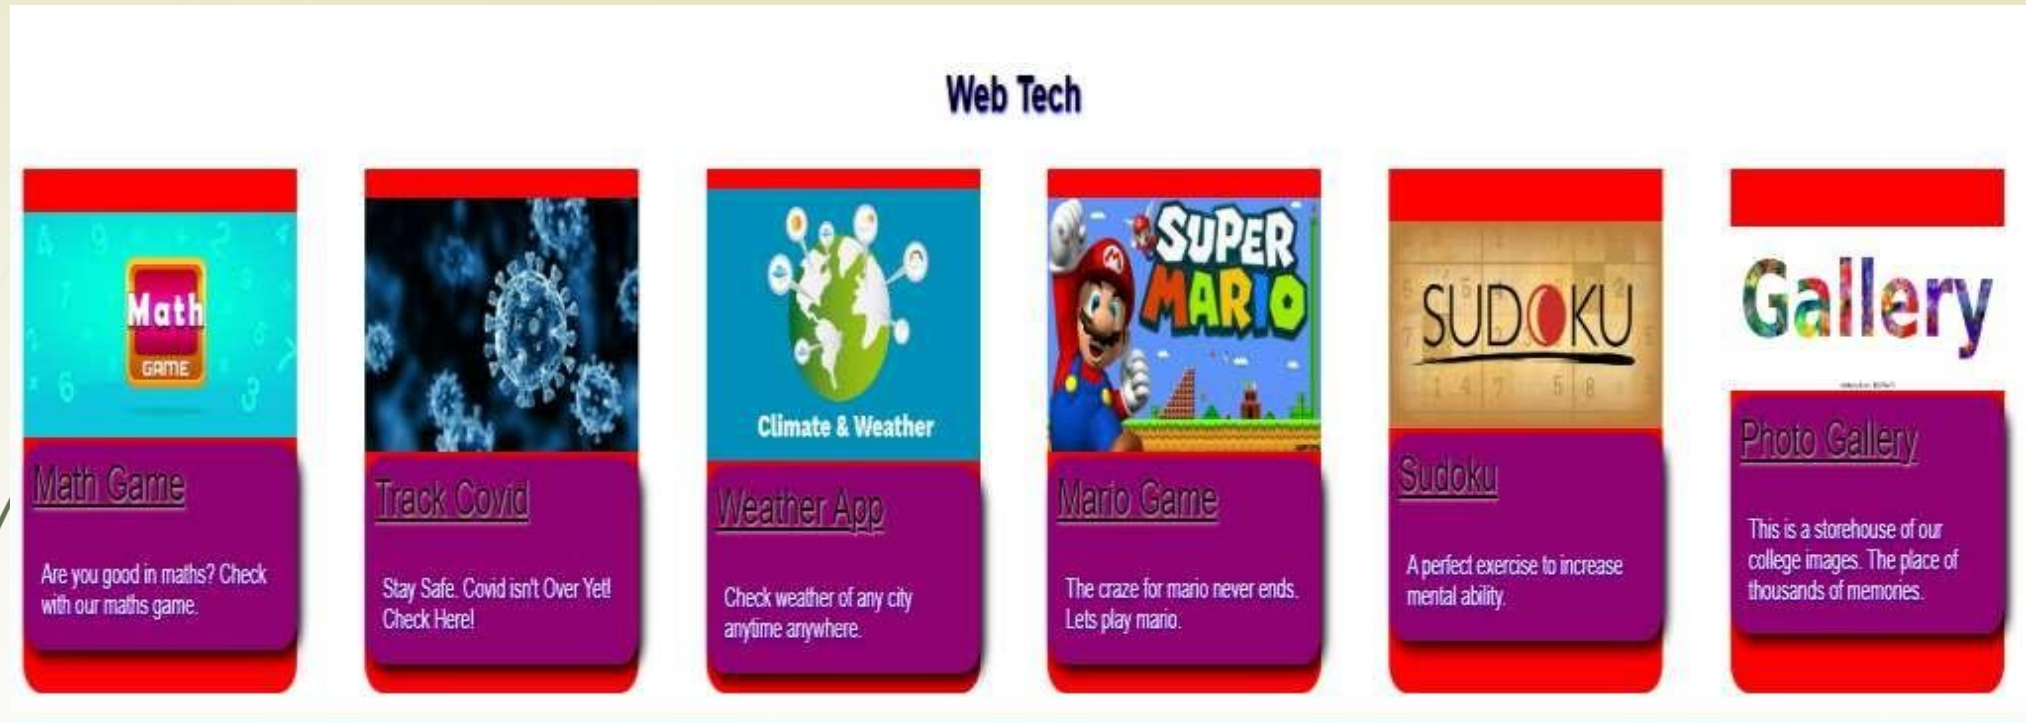 Web Tech
Math
GAME
Math Game
Are you good in maths? Check
with our maths game.
Track Covid
Stay Safe. Covid isn't Over Yet!
Check Here!
Climate & Weather
Weather App
Check weather of any city
anytime anywhere.
SUPER
MARIO
Mario Game
The craze for mario never ends.
Lets play mario.
SUDOKU
Sudoku
A perfect exercise to increase
mental ability.
Gallery
Photo Gallery
This is a storehouse of our
college images. The place of
thousands of memories.